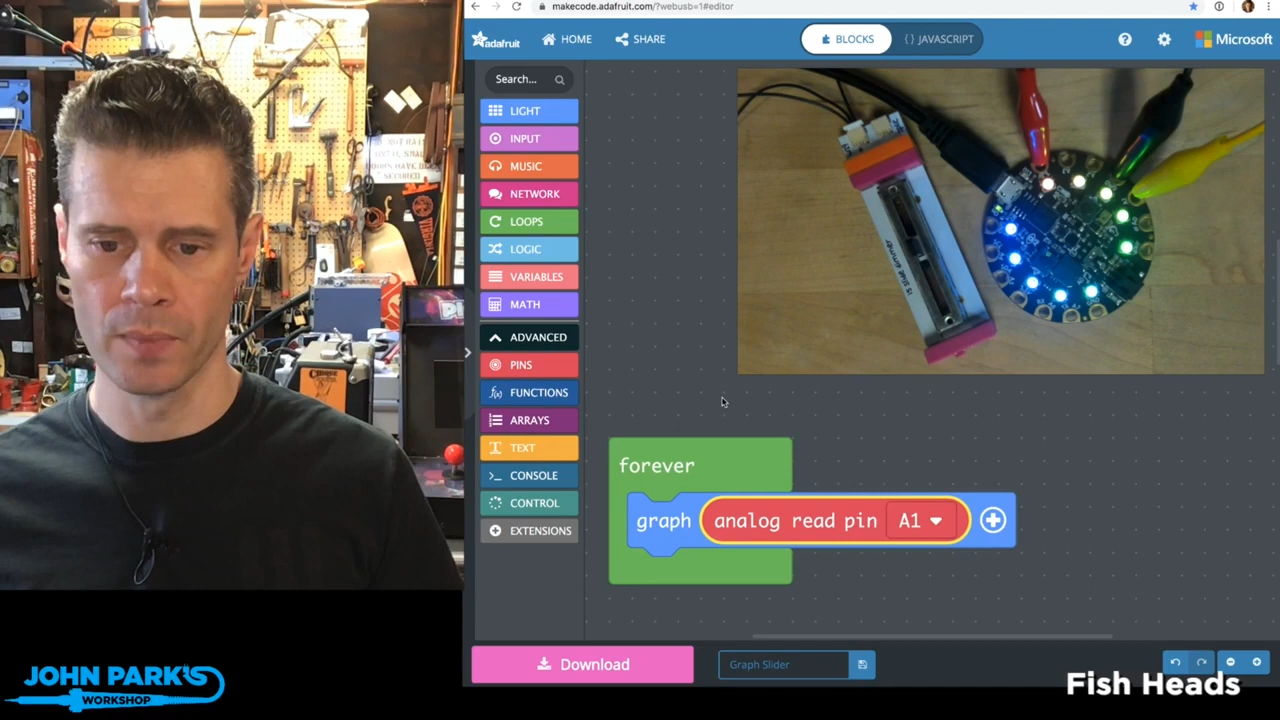 makecode.adafruit.com/?webusb=1#editor
adafruit
HOME
SHARE
BLOCKS
{ } JAVASCRIPT
Microsoft
Search...
LIGHT
INPUT
MUSIC
NETWORK
LOOPS
LOGIC
VARIABLES
MATH
ADVANCED
PINS
FUNCTIONS
ARRAYS
TEXT
CONSOLE
CONTROL
EXTENSIONS
forever
graph analog read pin A1
Download
Graph Slider
Fish Heads
JOHN PARK'S
WORKSHOP